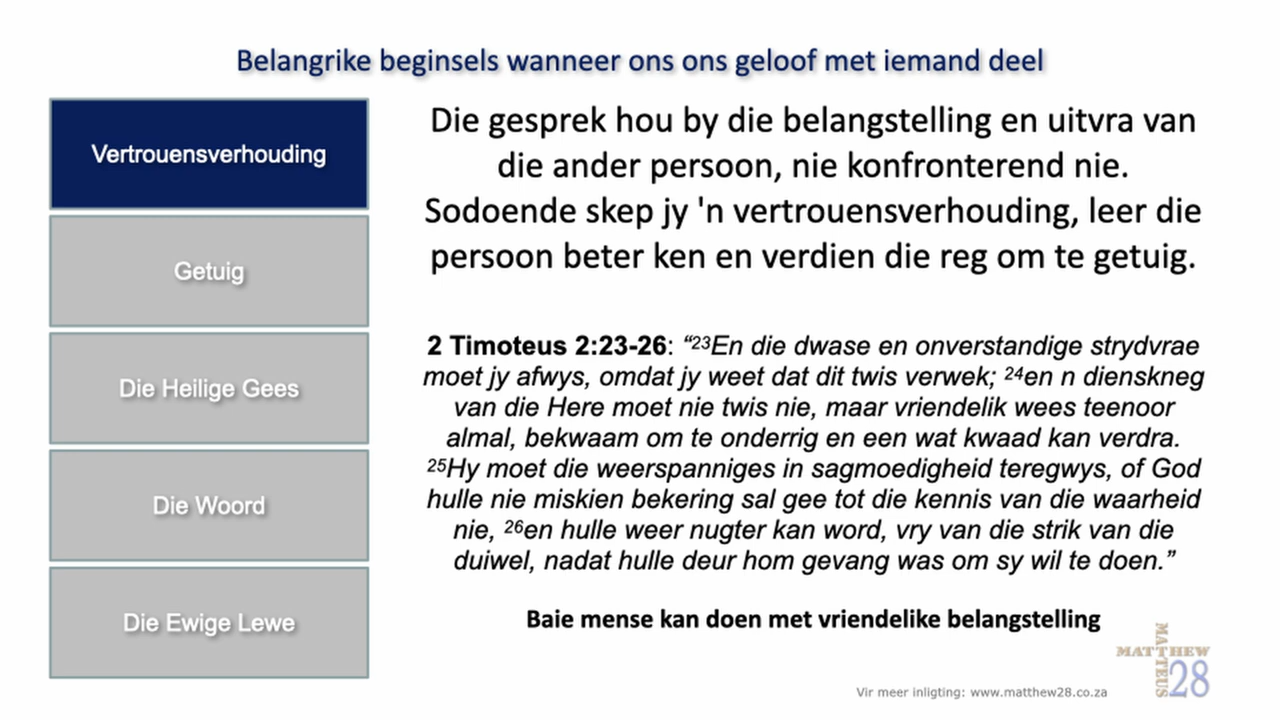 Belangrike beginsels wanneer ons ons geloof met iemand deel
Vertrouensverhouding
Getuig
Die Heilige Gees
Die Woord
Die Ewige Lewe
Die gesprek hou by die belangstelling en uitvra van
die ander persoon, nie konfronterend nie.
Sodoende skep jy 'n vertrouensverhouding, leer die
persoon beter ken en verdien die reg om te getuig.
2 Timoteus 2:23-26: “²³En die dwase en onverstandige strydvrae
moet jy afwys, omdat jy weet dat dit twis verwek; ²⁴en n dienskneg
van die Here moet nie twis nie, maar vriendelik wees teenoor
almal, bekwaam om te onderrig en een wat kwaad kan verdra.
²⁵Hy moet die weerspanniges in sagmoedigheid teregwys, of God
hulle nie miskien bekering sal gee tot die kennis van die waarheid
nie, ²⁶en hulle weer nugter kan word, vry van die strik van die
duiwel, nadat hulle deur hom gevang was om sy wil te doen.”
Baie mense kan doen met vriendelike belangstelling
MATTHEW
MATTEUS
28
Vir meer inligting: www.matthew28.co.za